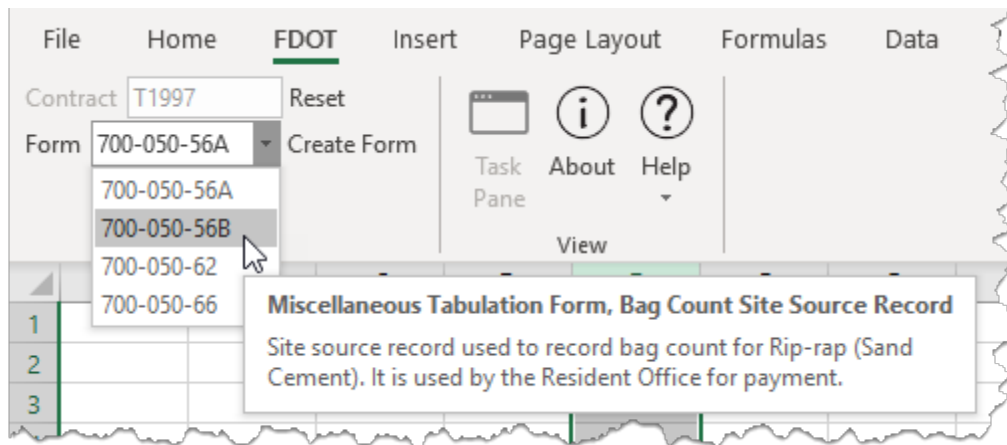 File Home FDOT Insert Page Layout Formulas Data
Contract T1997 Reset
Form 700-050-56A Create Form
700-050-56A
700-050-56B
700-050-62
700-050-66
Task Pane
About
Help
View
Miscellaneous Tabulation Form, Bag Count Site Source Record
Site source record used to record bag count for Rip-rap (Sand
Cement). It is used by the Resident Office for payment.
1
2
3